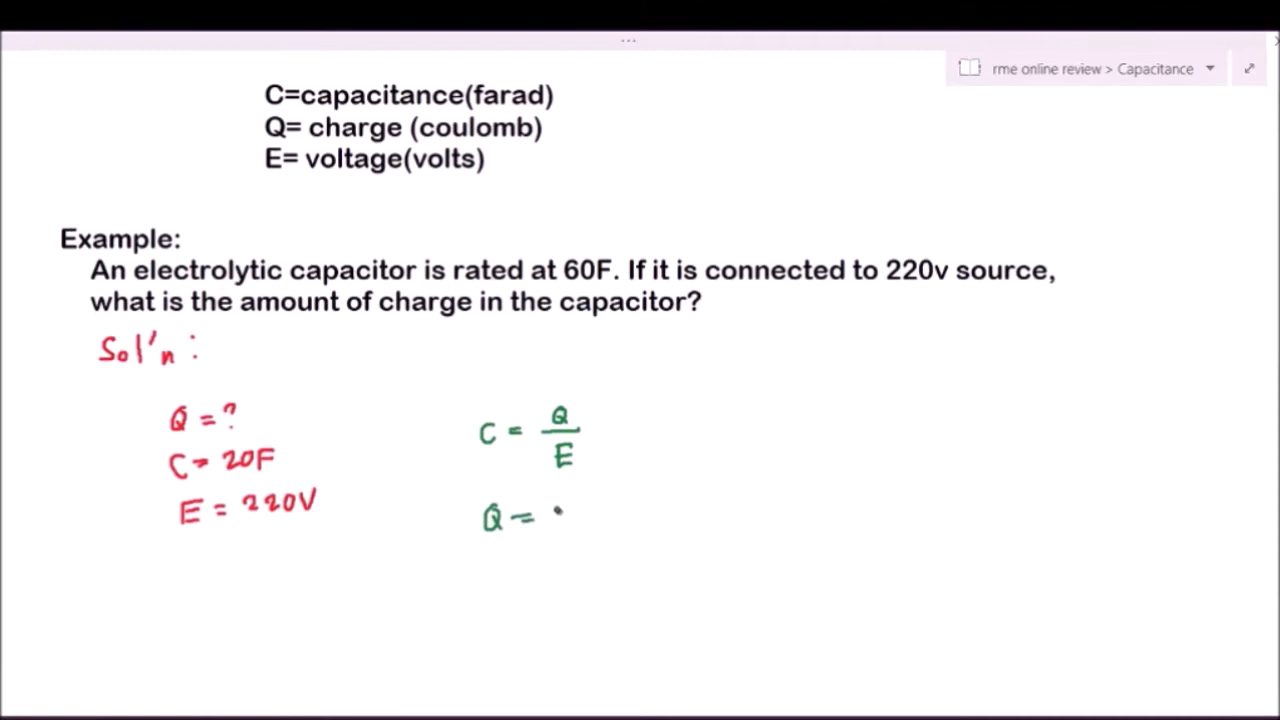 rme online review > Capacitance
C=capacitance(farad)
Q= charge (coulomb)
E= voltage(volts)
Example:
An electrolytic capacitor is rated at 60F. If it is connected to 220v source,
what is the amount of charge in the capacitor?
Sol'n :
Q = ?
C = 20F
E = 220V
C = Q
E
Q =